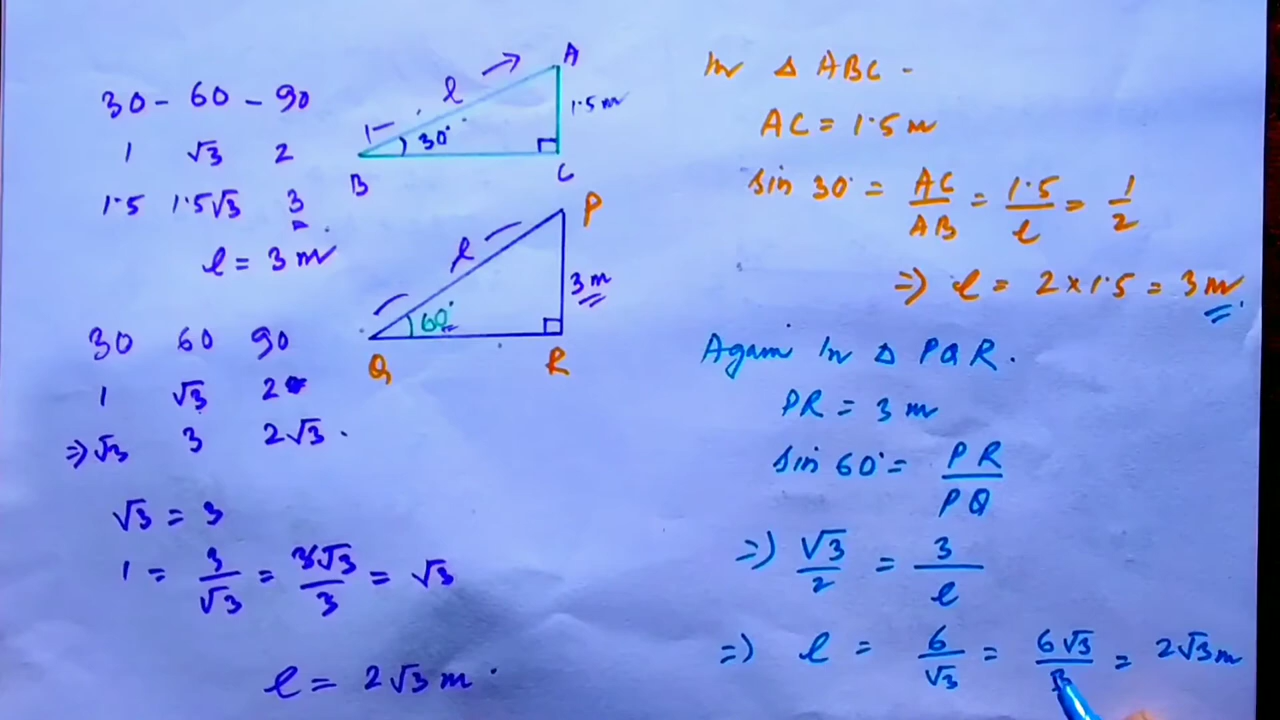 30 - 60 - 90
1 √3 2
1.5 1.5√3 3
l = 3 m
A
l
1.5 m
30°
B
C
P
l
3 m
60°
Q
R
30 60 90
1 √3 2
=> √3 3 2√3.
√3 = 3
1 = 3/√3 = 3√3/3 = √3
l = 2√3 m.
In △ ABC -
AC = 1.5 m
sin 30° = AC/AB = 1.5/l = 1/2
=> l = 2 × 1.5 = 3 m
Again In △ PQR.
PR = 3 m
sin 60° = PR/PQ
=> √3/2 = 3/l
=> l = 6/√3 = 6√3/3 = 2√3 m